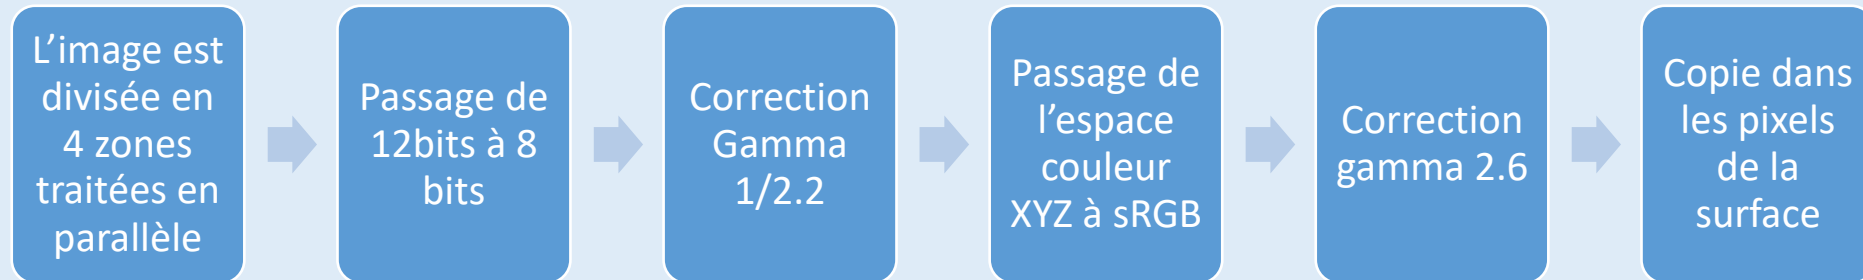 L’image est
divisée en
4 zones
traitées en
parallèle
Passage de
12bits à 8
bits
Correction
Gamma
1/2.2
Passage de
l’espace
couleur
XYZ à sRGB
Correction
gamma 2.6
Copie dans
les pixels
de la
surface